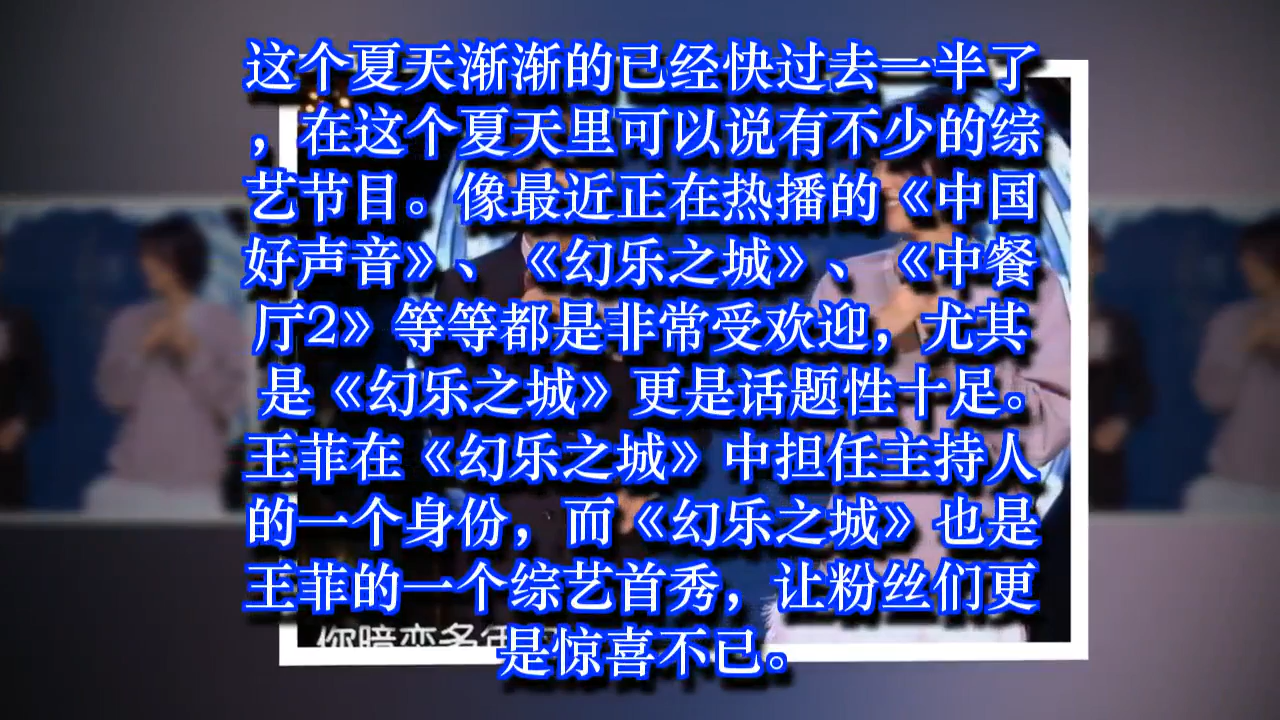 这个夏天渐渐的已经快过去一半了
，在这个夏天里可以说有不少的综
艺节目。像最近正在热播的《中国
好声音》、《幻乐之城》、《中餐
厅2》等等都是非常受欢迎，尤其
是《幻乐之城》更是话题性十足。
王菲在《幻乐之城》中担任主持人
的一个身份，而《幻乐之城》也是
王菲的一个综艺首秀，让粉丝们更
是惊喜不已。
你暗恋多年